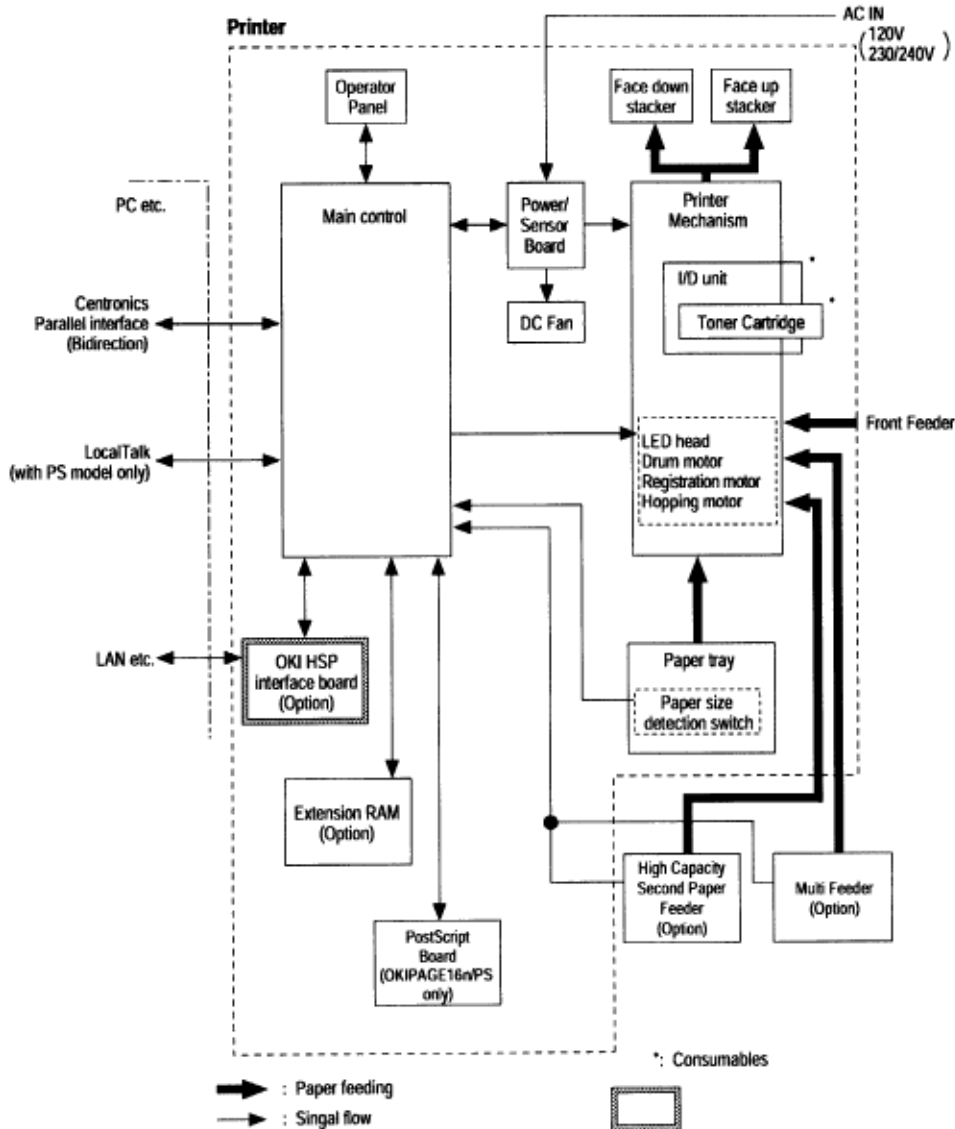 Printer
AC IN
(120V
230/240V)
Operator
Panel
Face down
stacker
Face up
stacker
PC etc.
Main control
Power/
Sensor
Board
Printer
Mechanism
*
I/D unit
*
Toner Cartridge
DC Fan
Centronics
Parallel interface
(Bidirection)
Front Feeder
LocalTalk
(with PS model only)
LED head
Drum motor
Registration motor
Hopping motor
LAN etc.
OKI HSP
interface board
(Option)
Paper tray
Paper size
detection switch
Extension RAM
(Option)
High Capacity
Second Paper
Feeder
(Option)
Multi Feeder
(Option)
PostScript
Board
(OKIPAGE16n/PS
only)
*: Consumables
: Paper feeding
: Singal flow